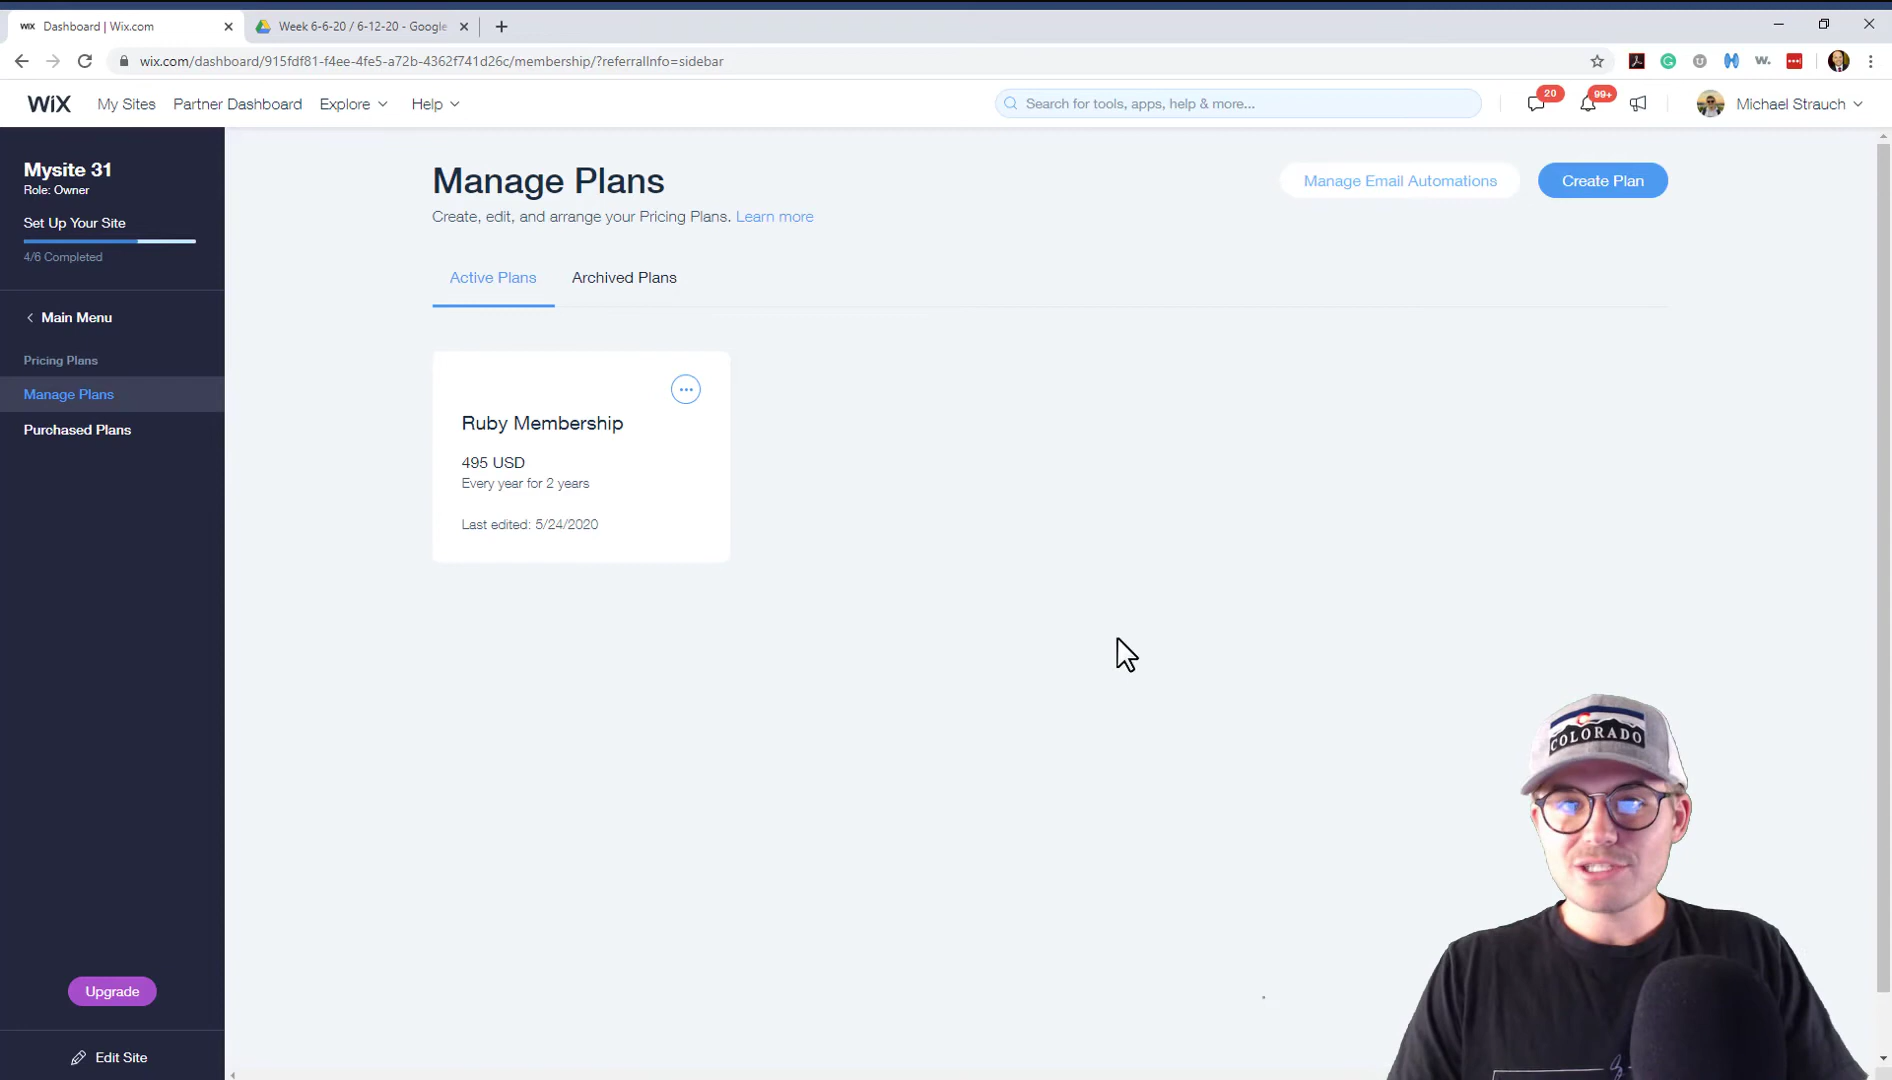 WiX Dashboard | Wix.com
Week 6-6-20 / 6-12-20 - Google
wix.com/dashboard/915fdf81-f4ee-4fe5-a72b-4362f741d26c/membership/?referralInfo=sidebar
WiX My Sites Partner Dashboard Explore Help
Search for tools, apps, help & more...
20
99+
Michael Strauch
Mysite 31
Role: Owner
Set Up Your Site
4/6 Completed
Main Menu
Pricing Plans
Manage Plans
Purchased Plans
Upgrade
Edit Site
Manage Plans
Create, edit, and arrange your Pricing Plans. Learn more
Manage Email Automations
Create Plan
Active Plans
Archived Plans
Ruby Membership
495 USD
Every year for 2 years
Last edited: 5/24/2020
COLORADO